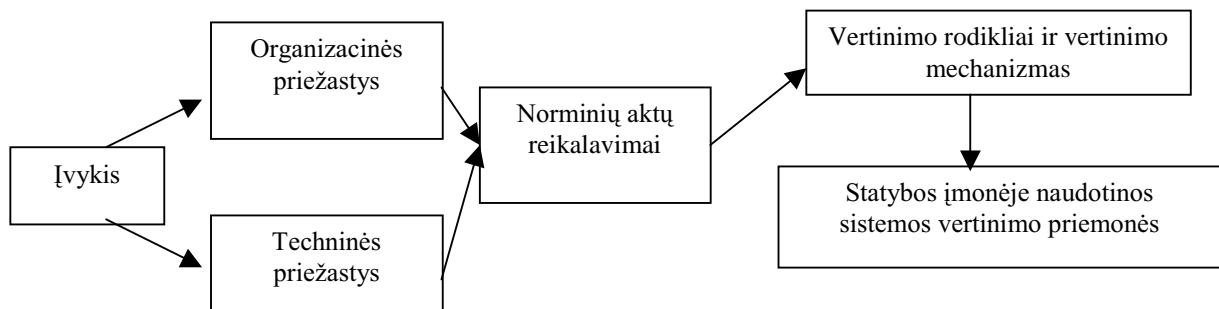 Įvykis
Organizacinės
priežastys
Techninės
priežastys
Norminių aktų
reikalavimai
Vertinimo rodikliai ir vertinimo
mechanizmas
Statybos įmonėje naudotinos
sistemos vertinimo priemonės